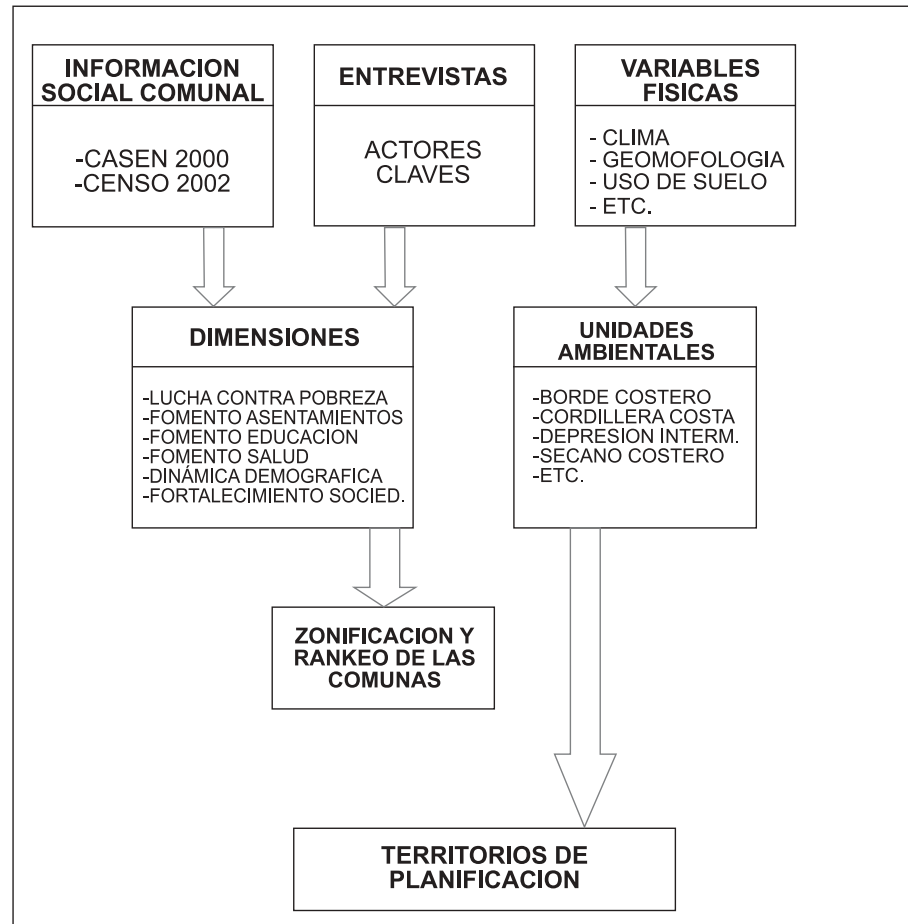 INFORMACION
SOCIAL COMUNAL
-CASEN 2000
-CENSO 2002
ENTREVISTAS
ACTORES
CLAVES
VARIABLES
FISICAS
- CLIMA
- GEOMOFOLOGIA
- USO DE SUELO
- ETC.
DIMENSIONES
-LUCHA CONTRA POBREZA
-FOMENTO ASENTAMIENTOS
-FOMENTO EDUCACION
-FOMENTO SALUD
-DINÁMICA DEMOGRAFICA
-FORTALECIMIENTO SOCIED.
UNIDADES
AMBIENTALES
-BORDE COSTERO
-CORDILLERA COSTA
-DEPRESION INTERM.
-SECANO COSTERO
-ETC.
ZONIFICACION Y
RANKEO DE LAS
COMUNAS
TERRITORIOS DE
PLANIFICACION